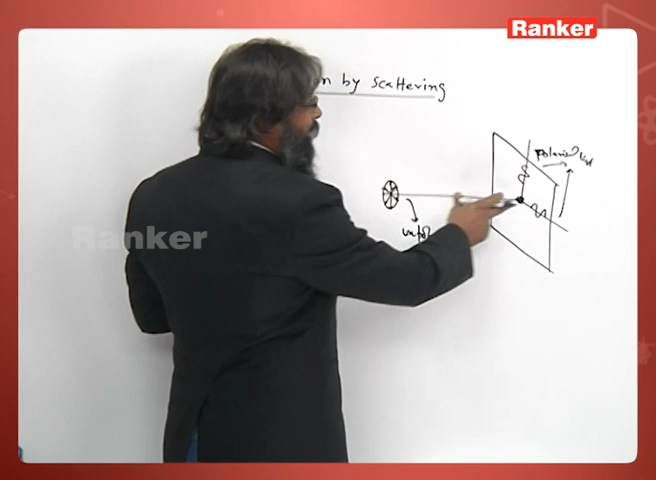 Ranker
n by Scattering
Polarised light
Ranker
unpol